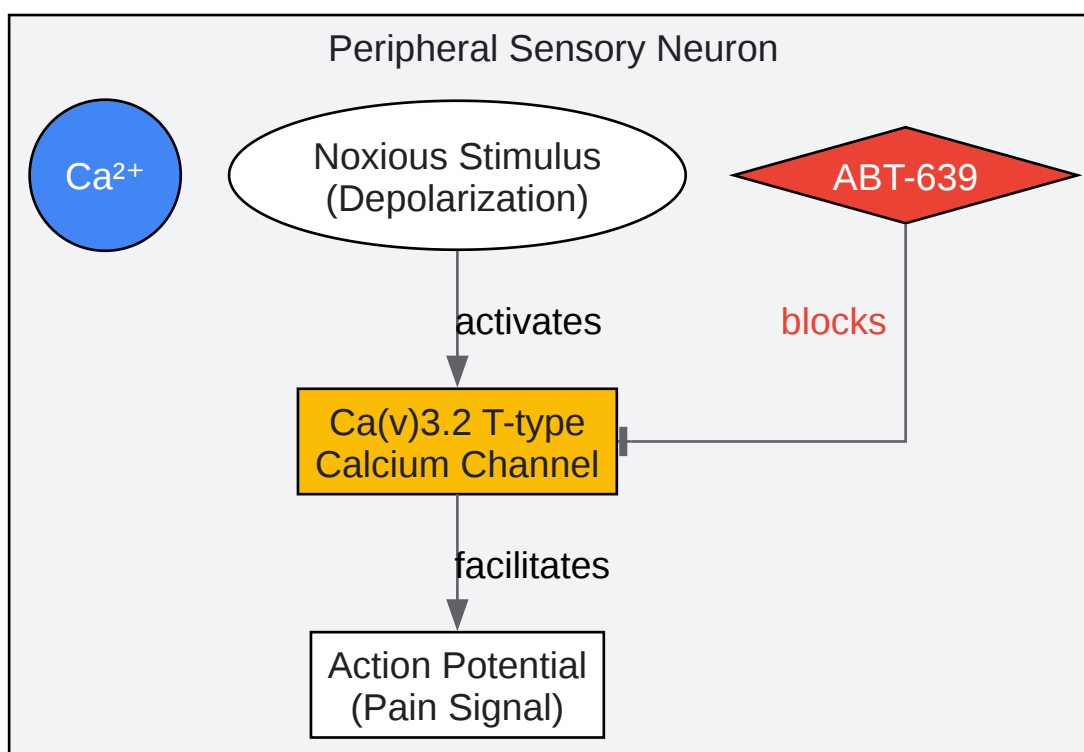 Peripheral Sensory Neuron
Ca²⁺
Noxious Stimulus
(Depolarization)
ABT-639
activates
blocks
Ca(v)3.2 T-type
Calcium Channel
facilitates
Action Potential
(Pain Signal)